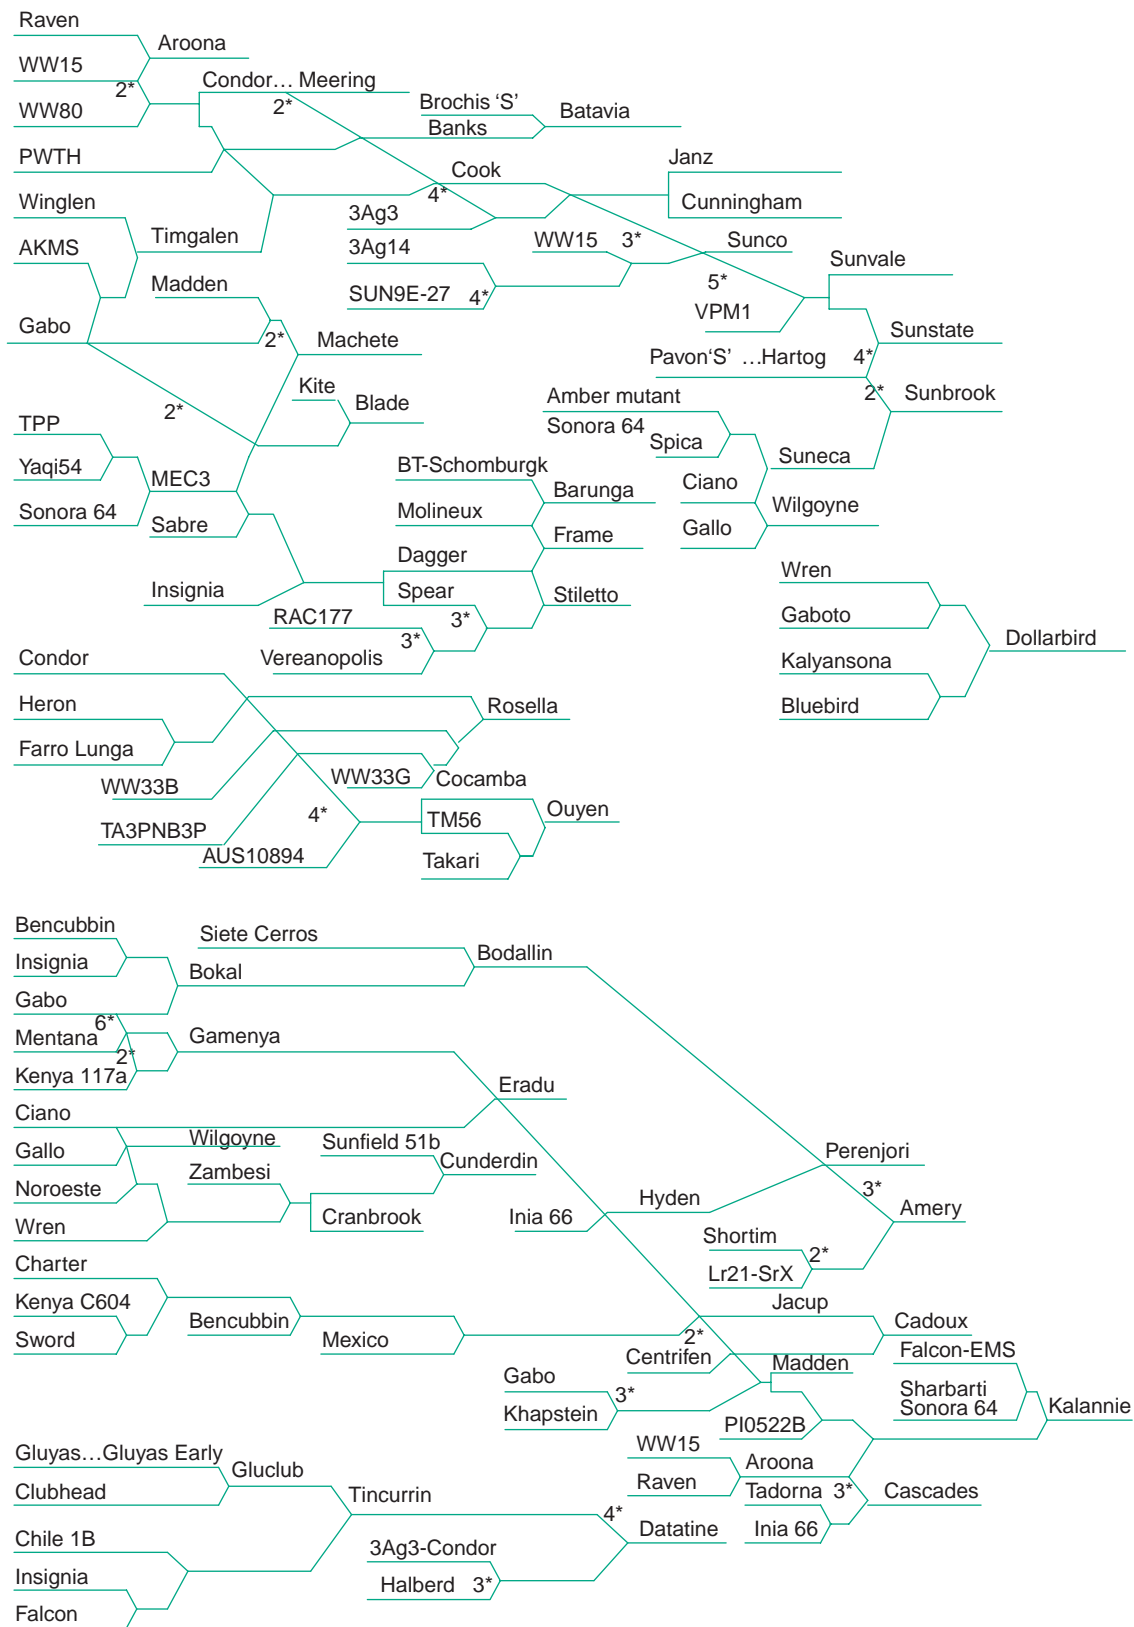 Raven
Aroona
WW15
2*
Condor... Meering
WW80
2*
Brochis ‘S’
Batavia
Banks
PWTH
Janz
Cook
Winglen
4*
Cunningham
3Ag3
Timgalen
WW15
3*
Sunco
AKMS
3Ag14
Sunvale
Madden
5*
SUN9E-27
4*
VPM1
Gabo
2*
Machete
Sunstate
Pavon‘S’ ...Hartog
4*
Kite
Blade
Amber mutant
2*
Sunbrook
2*
TPP
Sonora 64
Spica
Suneca
Yaqi54
MEC3
BT-Schomburgk
Ciano
Barunga
Sonora 64
Sabre
Molineux
Wilgoyne
Gallo
Frame
Dagger
Wren
Insignia
Spear
Stiletto
RAC177
3*
Gaboto
3*
Dollarbird
Condor
Vereanopolis
Kalyansona
Heron
Rosella
Bluebird
Farro Lunga
WW33B
WW33G
Cocamba
4*
Ouyen
TA3PNB3P
TM56
AUS10894
Takari
Bencubbin
Siete Cerros
Bodallin
Insignia
Bokal
Gabo
6*
Mentana
Gamenya
2*
Kenya 117a
Eradu
Ciano
Wilgoyne
Sunfield 51b
Gallo
Cunderdin
Perenjori
Zambesi
Noroeste
3*
Hyden
Amery
Wren
Cranbrook
Inia 66
Shortim
2*
Charter
Lr21-SrX
Kenya C604
Jacup
Bencubbin
Cadoux
Sword
Mexico
2*
Centrifen
Madden
Falcon-EMS
Gabo
3*
Sharbarti
Sonora 64
Kalannie
Khapstein
PI0522B
WW15
Gluyas...Gluyas Early
Gluclub
Aroona
Raven
Clubhead
Tincurrin
Tadorna
3*
Cascades
4*
Inia 66
Datatine
Chile 1B
3Ag3-Condor
Insignia
Halberd
3*
Falcon